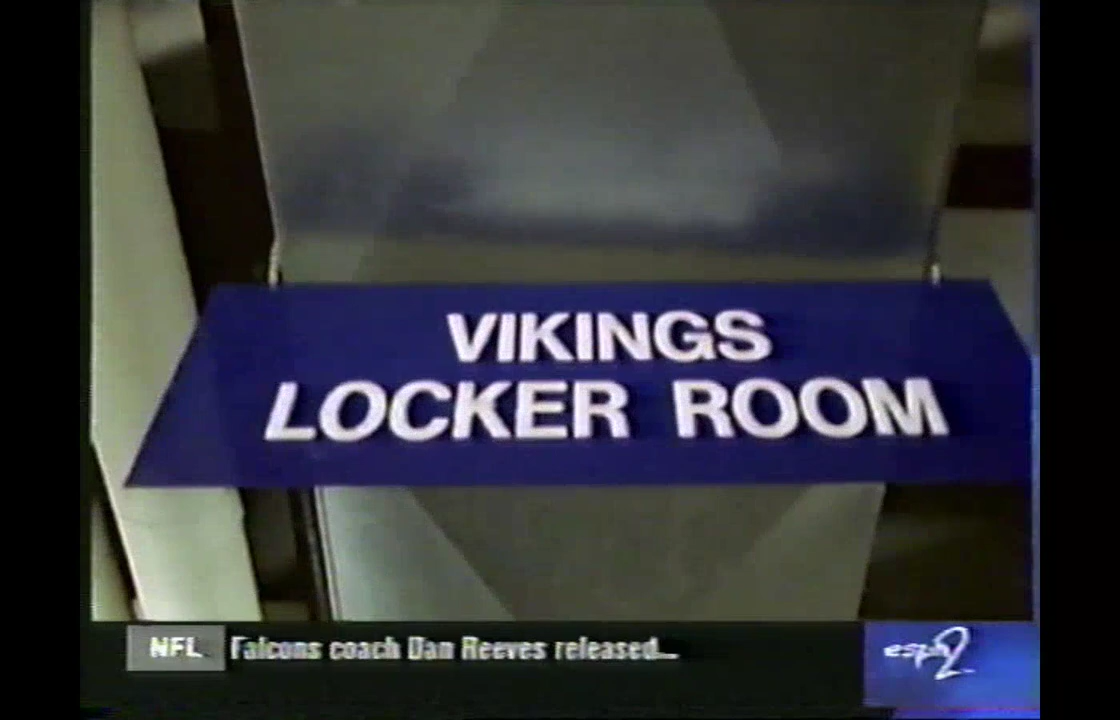 VIKINGS
LOCKER ROOM
NFL Falcons coach Dan Reeves released...
espn2